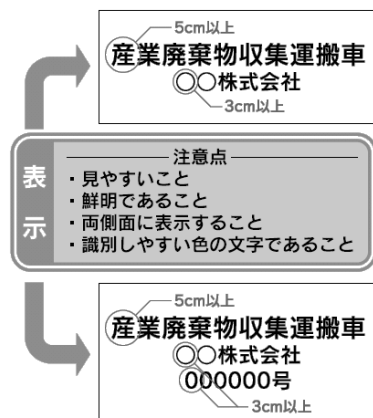 5cm以上
産業廃棄物収集運搬車
○○株式会社
3cm以上
表示
注意点
・見やすいこと
・鮮明であること
・両側面に表示すること
・識別しやすい色の文字であること
5cm以上
産業廃棄物収集運搬車
○○株式会社
000000号
3cm以上